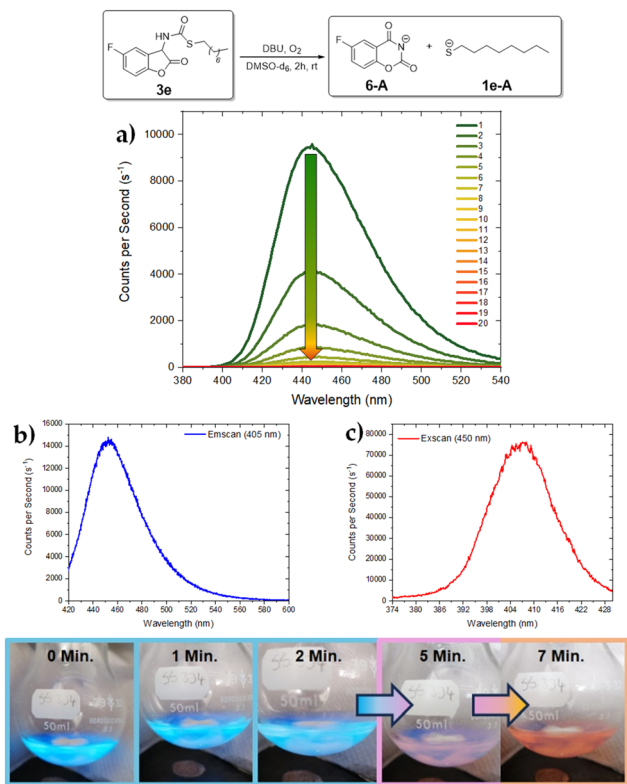 HN
O
S
6
F
O
O
3e
DBU, O₂
DMSO-d₆, 2h, rt
O
F
N
⊖
O
O
6-A
+
⊖
S
1e-A
a)
Counts per Second (s⁻¹)
10000
8000
6000
4000
2000
0
380 400 420 440 460 480 500 520 540
Wavelength (nm)
1
2
3
4
5
6
7
8
9
10
11
12
13
14
15
16
17
18
19
20
b)
Counts per Second (s⁻¹)
16000
14000
12000
10000
8000
6000
4000
2000
0
Emscan (405 nm)
420 440 460 480 500 520 540 560 580 600
Wavelength (nm)
c)
Counts per Second (s⁻¹)
80000
70000
60000
50000
40000
30000
20000
10000
0
Exscan (450 nm)
374 380 386 392 398 404 410 416 422 428
Wavelength (nm)
0 Min. 1 Min. 2 Min. 5 Min. 7 Min.
50ml
50ml
50ml
50ml
50ml